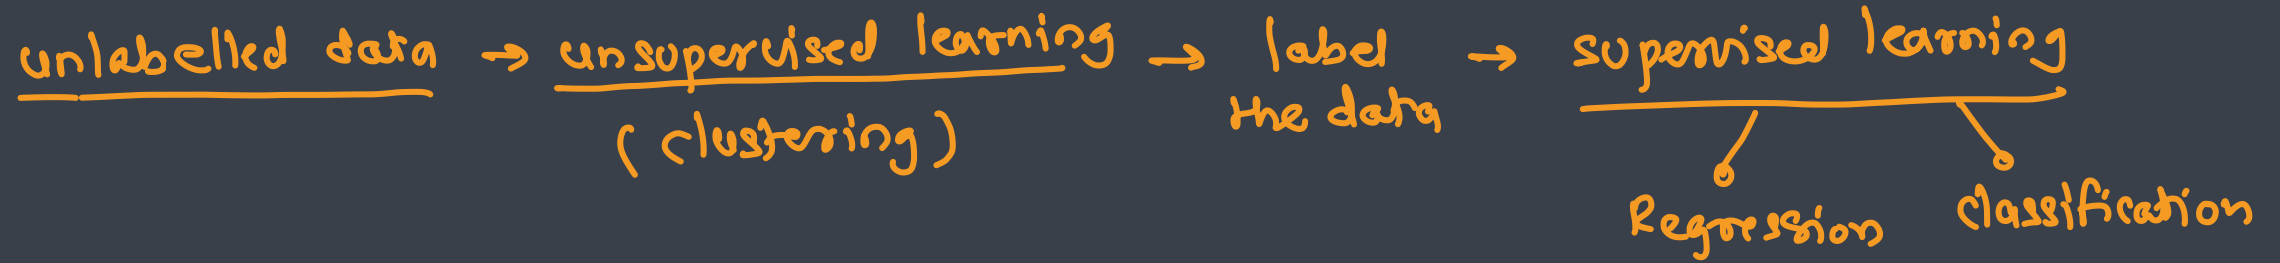 unlabelled data → unsupervised learning → label → supervised learning
(clustering) the data
Regression classification